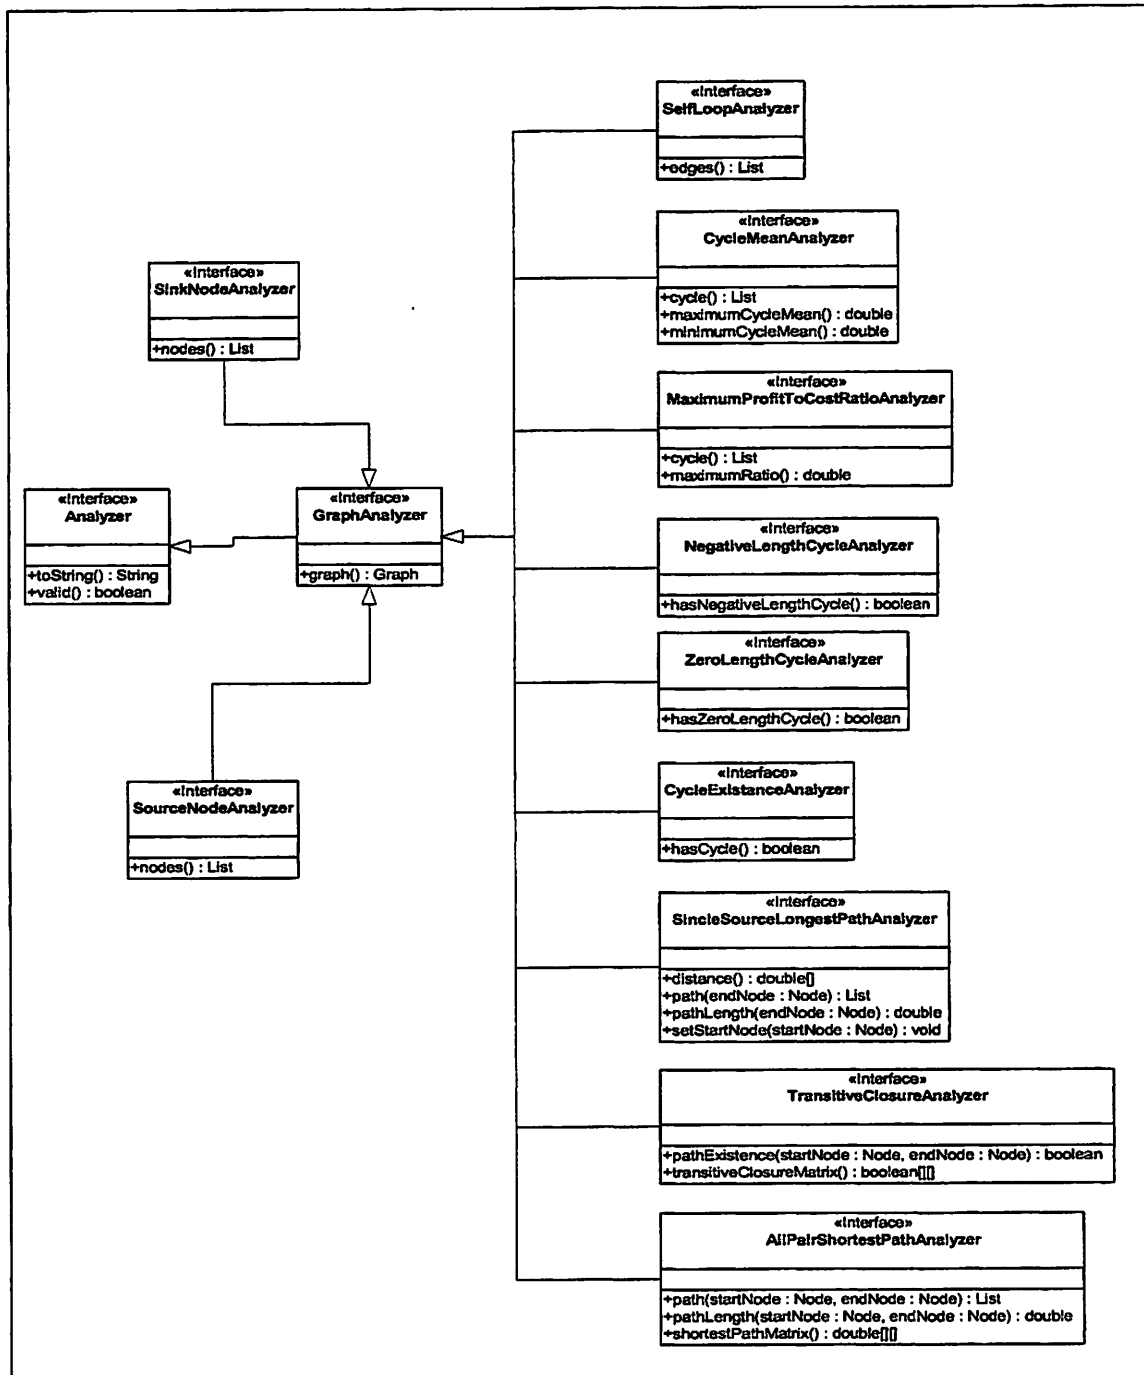 «Interface»
SelfLoopAnalyzer
+edges() : List
«Interface»
CycleMeanAnalyzer
+cycle() : List
+maximumCycleMean() : double
+minimumCycleMean() : double
«Interface»
SinkNodeAnalyzer
+nodes() : List
«Interface»
MaximumProfitToCostRatioAnalyzer
+cycle() : List
+maximumRatio() : double
«Interface»
Analyzer
+toString() : String
+valid() : boolean
«Interface»
GraphAnalyzer
+graph() : Graph
«Interface»
NegativeLengthCycleAnalyzer
+hasNegativeLengthCycle() : boolean
«Interface»
ZeroLengthCycleAnalyzer
+hasZeroLengthCycle() : boolean
«Interface»
SourceNodeAnalyzer
+nodes() : List
«Interface»
CycleExistanceAnalyzer
+hasCycle() : boolean
«Interface»
SincleSourceLongestPathAnalyzer
+distance() : double[]
+path(endNode : Node) : List
+pathLength(endNode : Node) : double
+setStartNode(startNode : Node) : void
«Interface»
TransitiveClosureAnalyzer
+pathExistence(startNode : Node, endNode : Node) : boolean
+transitiveClosureMatrix() : boolean[][]
«Interface»
AllPairShortestPathAnalyzer
+path(startNode : Node, endNode : Node) : List
+pathLength(startNode : Node, endNode : Node) : double
+shortestPathMatrix() : double[][]